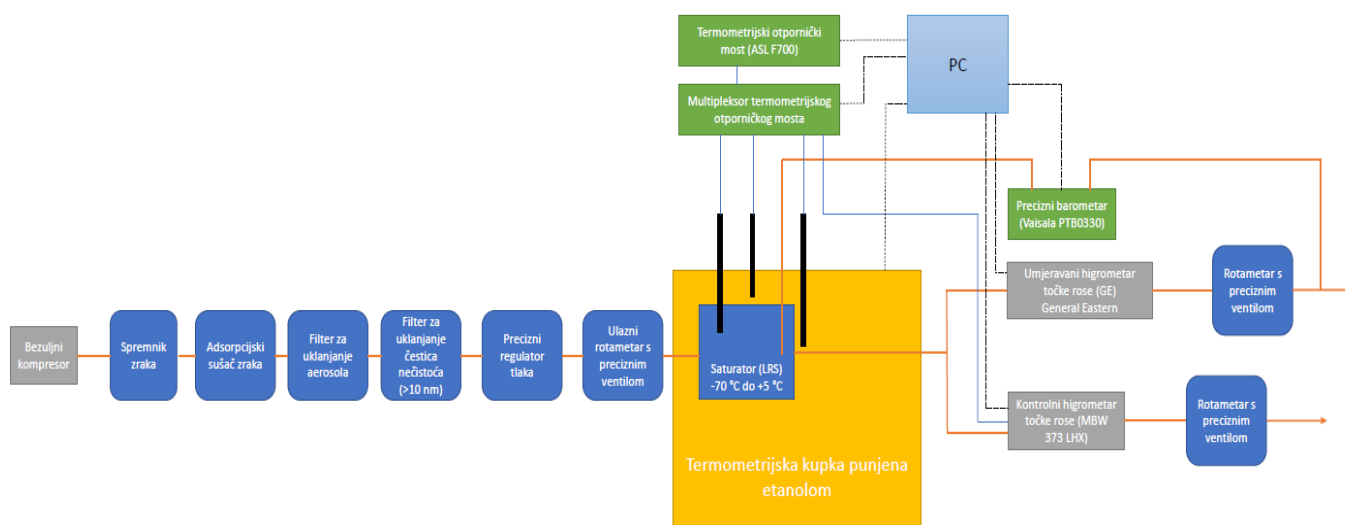 Termometrijski otpornički
most (ASL F700)
PC
Multipleksor termometrijskog
otporničkog mosta
Precizni barometar
(Vaisala PTB0330)
Umjeravani higrometar
točke rose (GE)
General Eastern
Rotametar s
preciznim
ventilom
Bezuljni
kompresor
Spremnik
zraka
Adsorpcijski
sušač zraka
Filter za
uklanjanje
aerosola
Filter za
uklanjanje
čestica
nečistoća
(>10 nm)
Precizni
regulator
tlaka
Ulazni
rotametar s
preciznim
ventilom
Saturator (LRS)
-70 °C do +5 °C
Kontrolni higrometar
točke rose (MBW
373 LHX)
Rotametar s
preciznim
ventilom
Termometrijska kupka punjena
etanolom